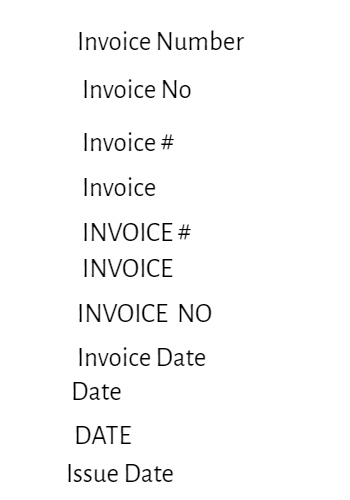 Invoice Number
Invoice No
Invoice #
Invoice
INVOICE #
INVOICE
INVOICE NO
Invoice Date
Date
DATE
Issue Date